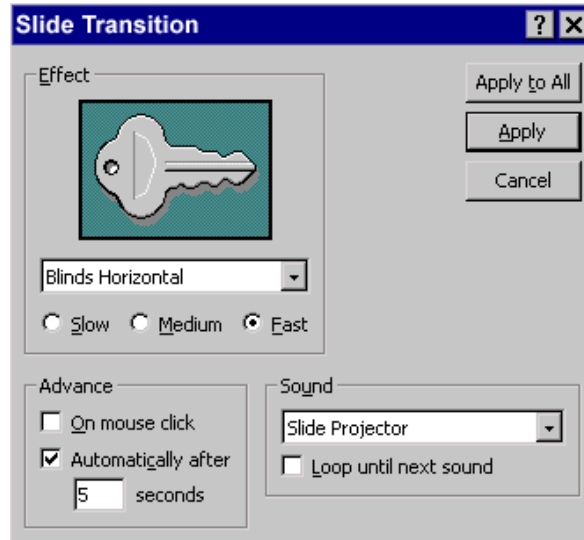 Slide Transition
Effect
Apply to All
Apply
Cancel
Blinds Horizontal
Slow Medium Fast
Advance
On mouse click
Automatically after
5 seconds
Sound
Slide Projector
Loop until next sound